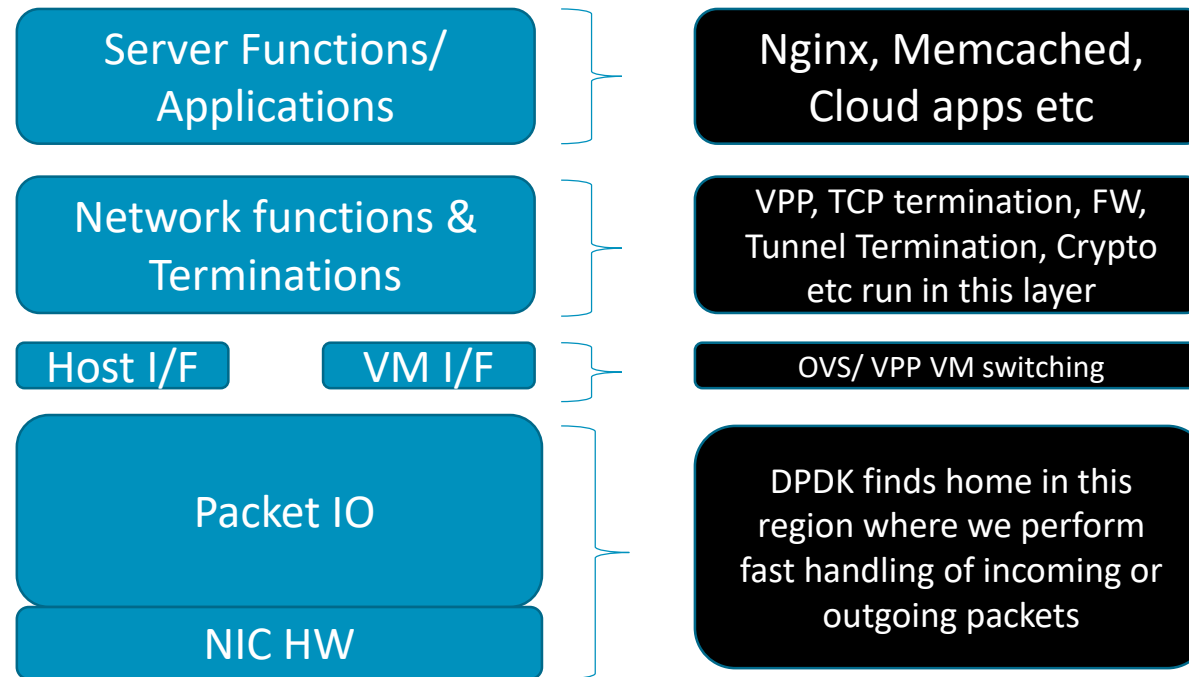 Server Functions/
Applications
Nginx, Memcached,
Cloud apps etc
Network functions &
Terminations
VPP, TCP termination, FW,
Tunnel Termination, Crypto
etc run in this layer
Host I/F
VM I/F
OVS/ VPP VM switching
Packet IO
NIC HW
DPDK finds home in this
region where we perform
fast handling of incoming or
outgoing packets